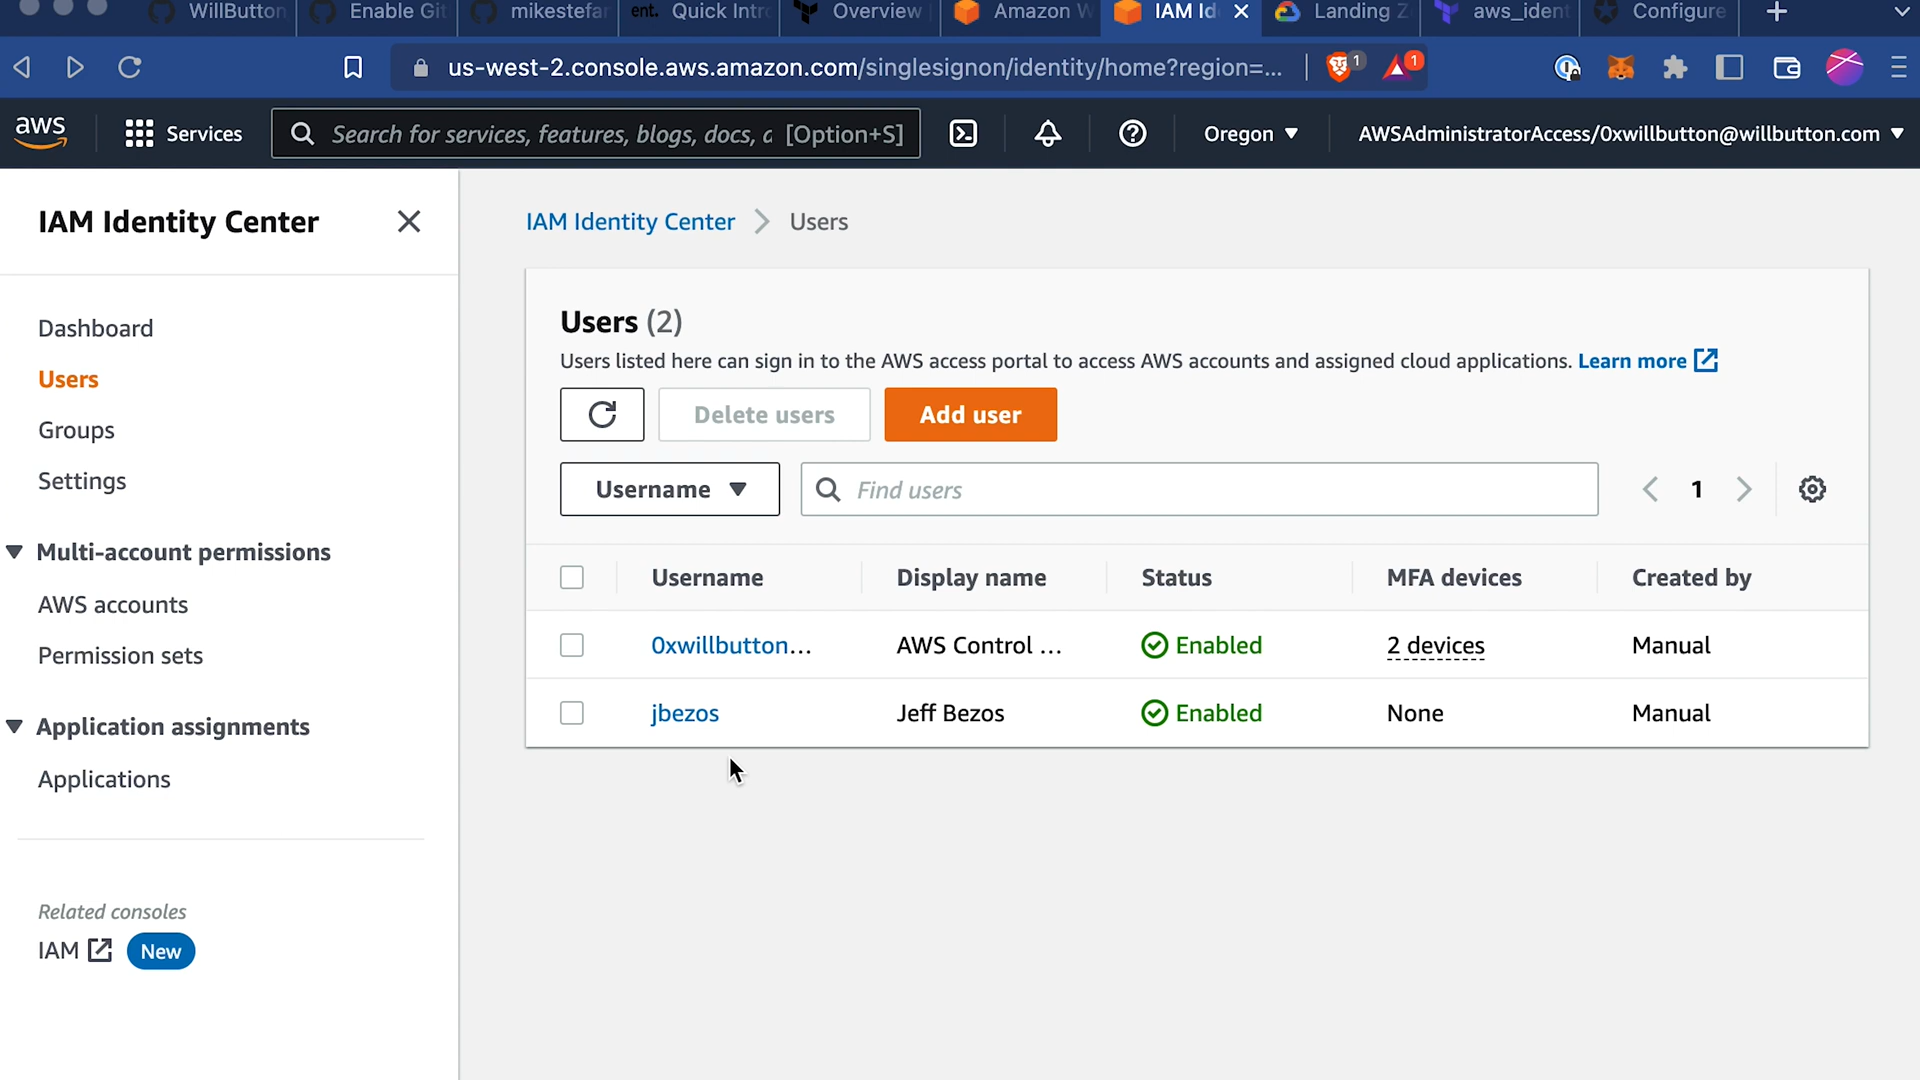 WillButton
Enable Git
mikestefan
ent. Quick Intro
Overview
Amazon W
IAM Id
Landing Z
aws_ident
Configure
us-west-2.console.aws.amazon.com/singlesignon/identity/home?region=...
1
1
aws
Services
Search for services, features, blogs, docs, a [Option+S]
Oregon
AWSAdministratorAccess/0xwillbutton@willbutton.com
IAM Identity Center
Dashboard
Users
Groups
Settings
Multi-account permissions
AWS accounts
Permission sets
Application assignments
Applications
Related consoles
IAM New
IAM Identity Center Users
Users (2)
Users listed here can sign in to the AWS access portal to access AWS accounts and assigned cloud applications. Learn more
Delete users Add user
Username Find users 1
Username Display name Status MFA devices Created by
0xwillbutton... AWS Control ... Enabled 2 devices Manual
jbezos Jeff Bezos Enabled None Manual